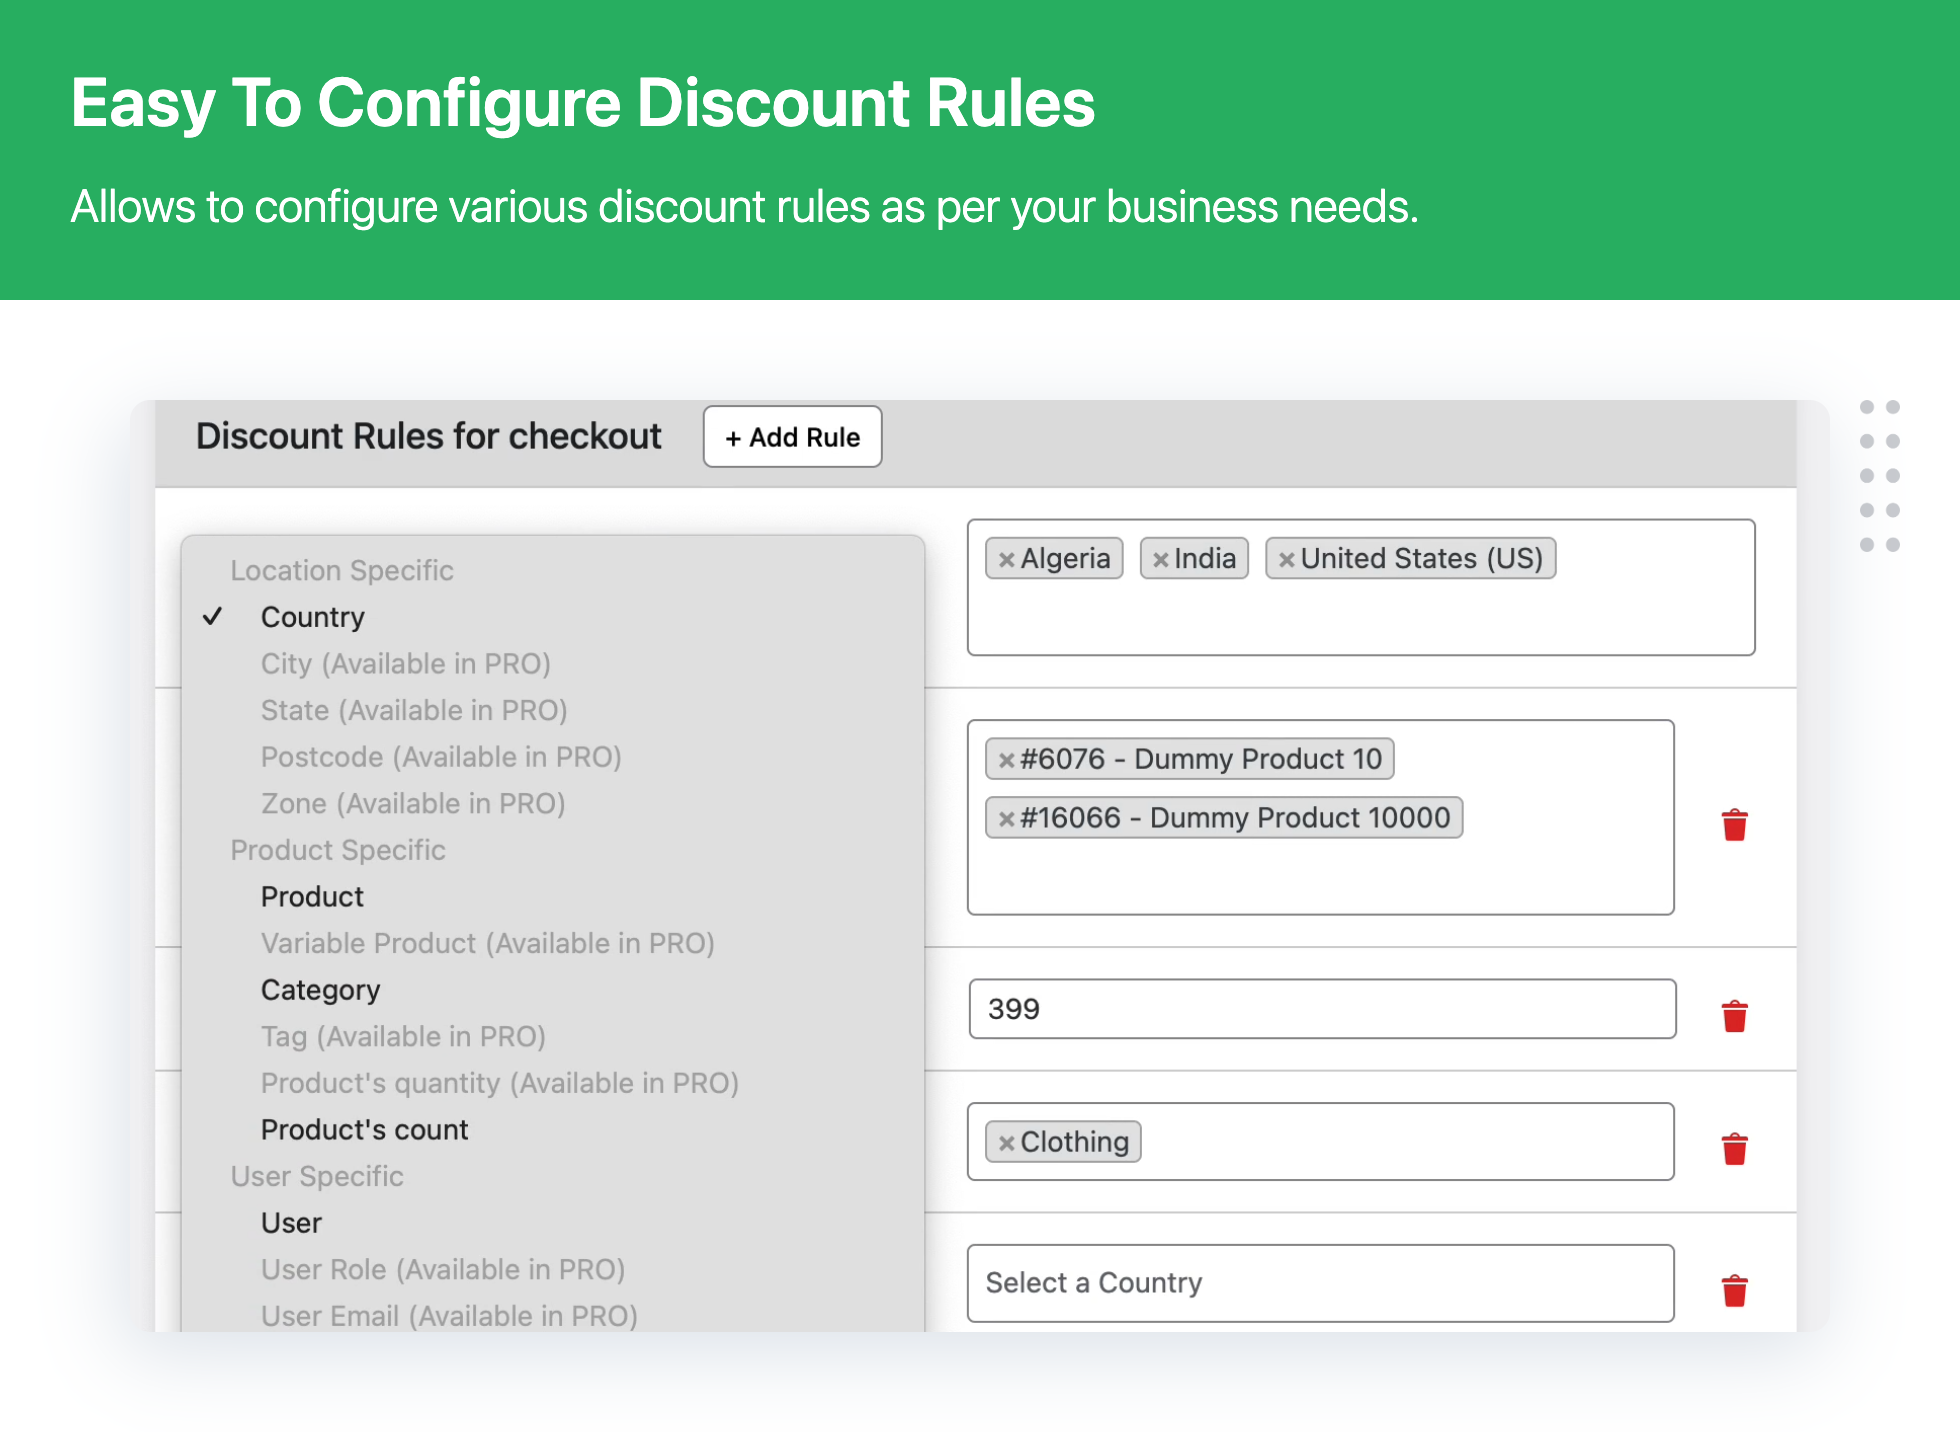 Easy To Configure Discount Rules
Allows to configure various discount rules as per your business needs.
Discount Rules for checkout
+ Add Rule
Location Specific
✓ Country
City (Available in PRO)
State (Available in PRO)
Postcode (Available in PRO)
Zone (Available in PRO)
Product Specific
Product
Variable Product (Available in PRO)
Category
Tag (Available in PRO)
Product's quantity (Available in PRO)
Product's count
User Specific
User
User Role (Available in PRO)
User Email (Available in PRO)
×Algeria ×India ×United States (US)
×#6076 - Dummy Product 10
×#16066 - Dummy Product 10000
399
×Clothing
Select a Country